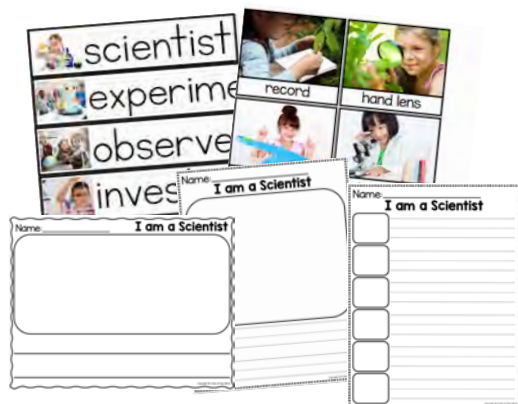 scientist
experime
observe
inves
record
hand lens
Name:
I am a Scientist
Name:
I am a Scientist
Name:
I am a Scientist